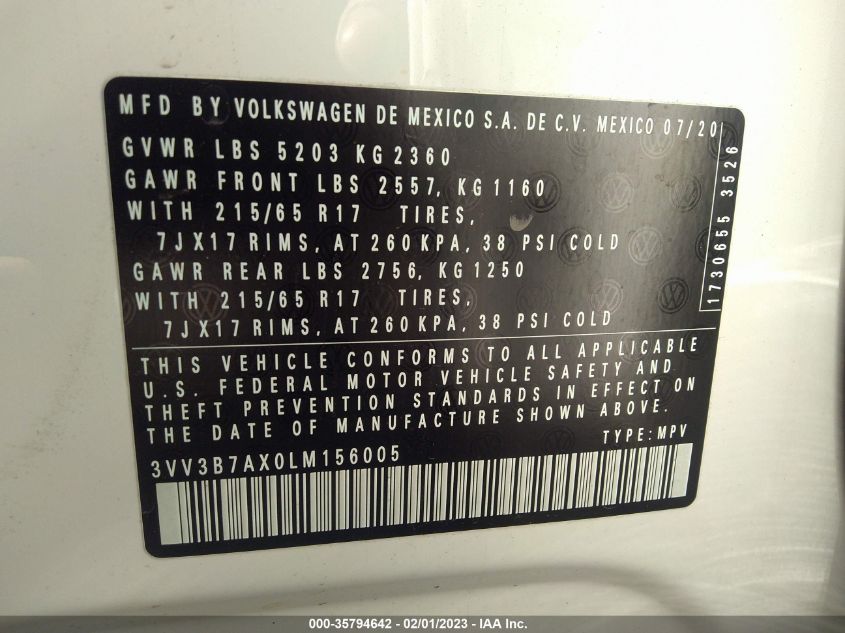 MFD BY VOLKSWAGEN DE MEXICO S.A. DE C.V. MEXICO 07/20
GVWR LBS 5203 KG 2360
GAWR FRONT LBS 2557, KG 1160
WITH 215/65 R17 TIRES,
7JX17 RIMS, AT 260 KPA, 38 PSI COLD
GAWR REAR LBS 2756, KG 1250
WITH 215/65 R17 TIRES,
7JX17 RIMS, AT 260 KPA, 38 PSI COLD
1730655 3526
THIS VEHICLE CONFORMS TO ALL APPLICABLE
U.S. FEDERAL MOTOR VEHICLE SAFETY AND
THEFT PREVENTION STANDARDS IN EFFECT ON
THE DATE OF MANUFACTURE SHOWN ABOVE.
TYPE: MPV
3VV3B7AX0LM156005
000-35794642 - 02/01/2023 - IAA Inc.